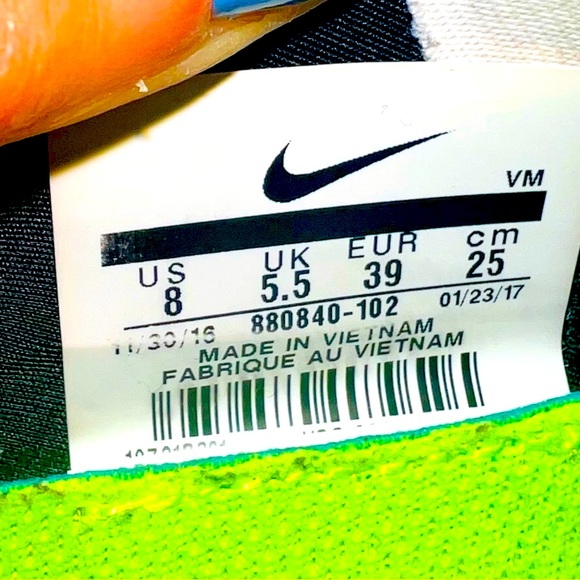 VM
US UK EUR cm
8 5.5 39 25
11/30/16 880840-102 01/23/17
MADE IN VIETNAM
FABRIQUE AU VIETNAM